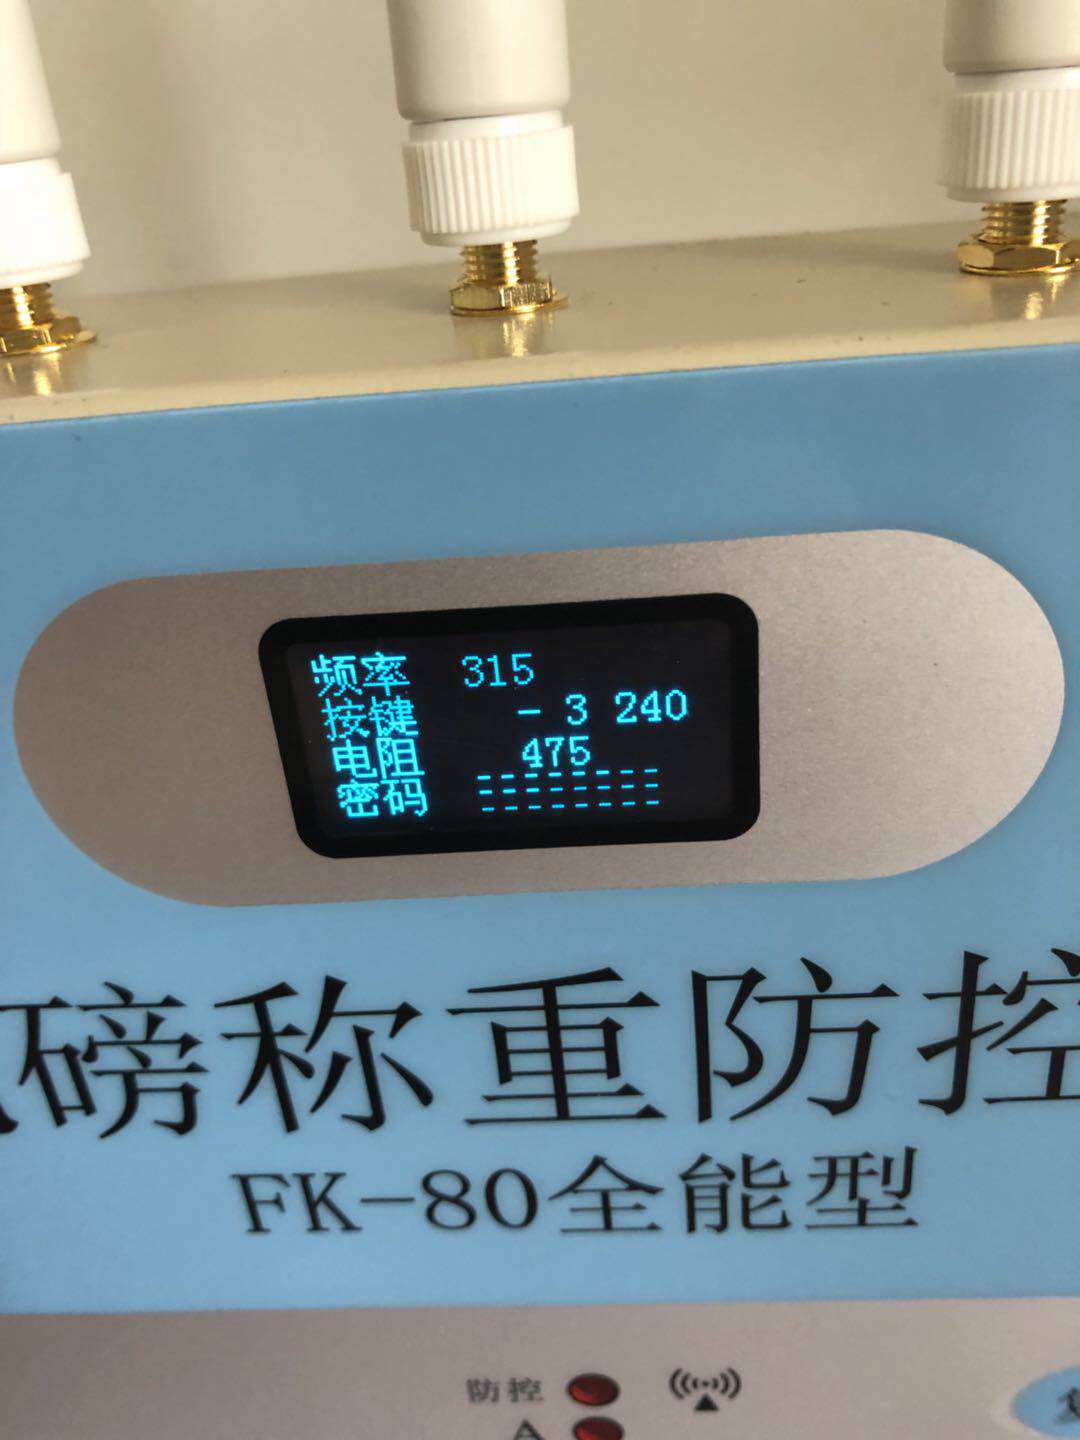 频率 315
按键 - 3 240
电阻 475
密码 --------
磅称重防控
FK-80全能型
防控